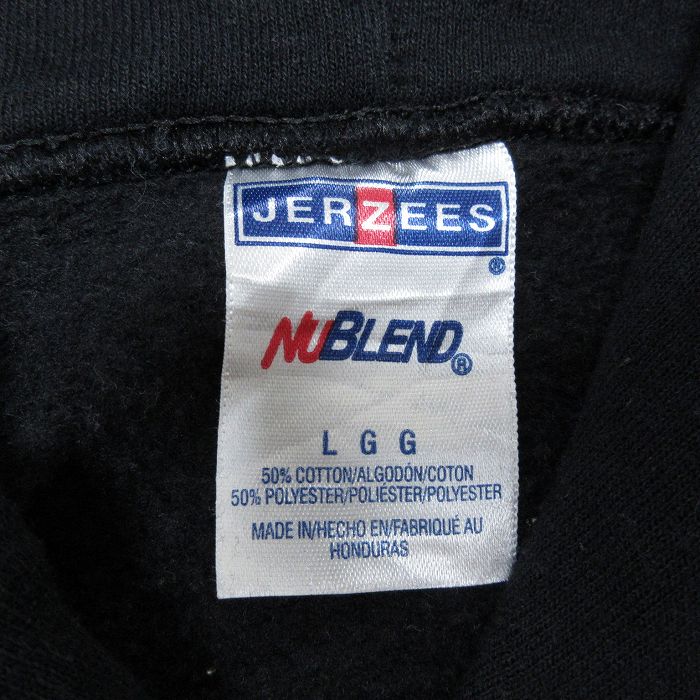 JERZEES
®
NUBLEND®
L G G
50% COTTON/ALGODÓN/COTON
50% POLYESTER/POLIÉSTER/POLYESTER
MADE IN/HECHO EN/FABRIQUÉ AU
HONDURAS